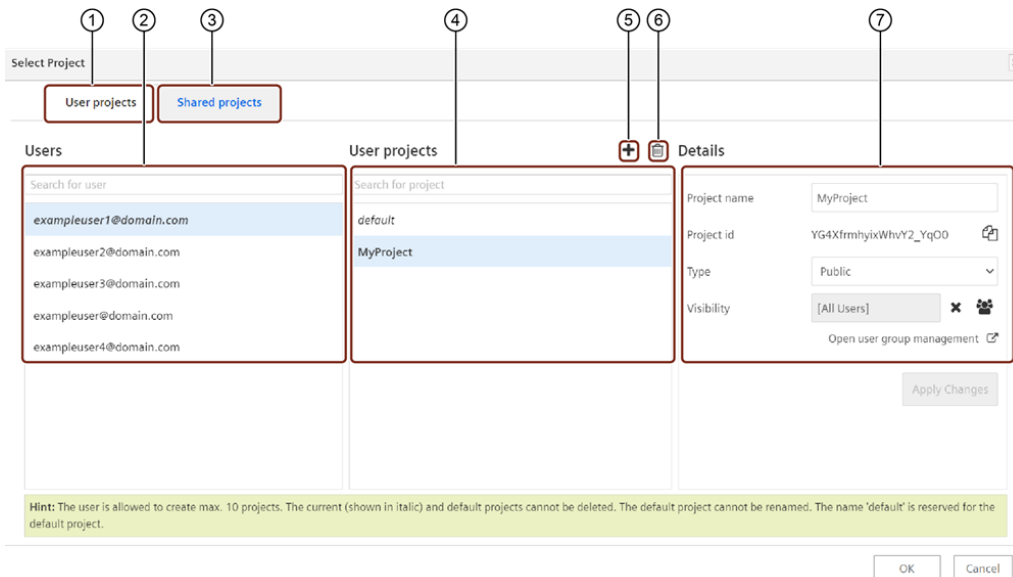 1 2 3 4 5 6 7
Select Project
User projects
Shared projects
Users
User projects
Details
Search for user
exampleuser1@domain.com
exampleuser2@domain.com
exampleuser3@domain.com
exampleuser@domain.com
exampleuser4@domain.com
Search for project
default
MyProject
Project name
MyProject
Project id
YG4XfrmhyixWhvY2_YqO0
Type
Public
Visibility
[All Users]
Open user group management
Apply Changes
Hint: The user is allowed to create max. 10 projects. The current (shown in italic) and default projects cannot be deleted. The default project cannot be renamed. The name 'default' is reserved for the
default project.
OK
Cancel